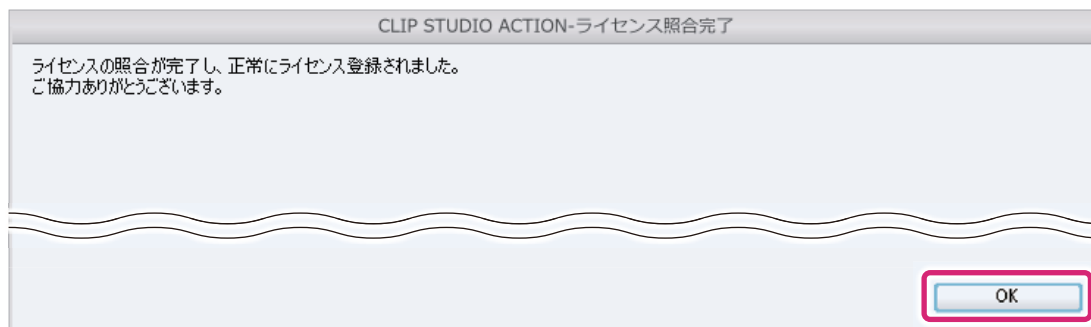 CLIP STUDIO ACTION-ライセンス照合完了
ライセンスの照合が完了し、正常にライセンス登録されました。
ご協力ありがとうございます。
OK